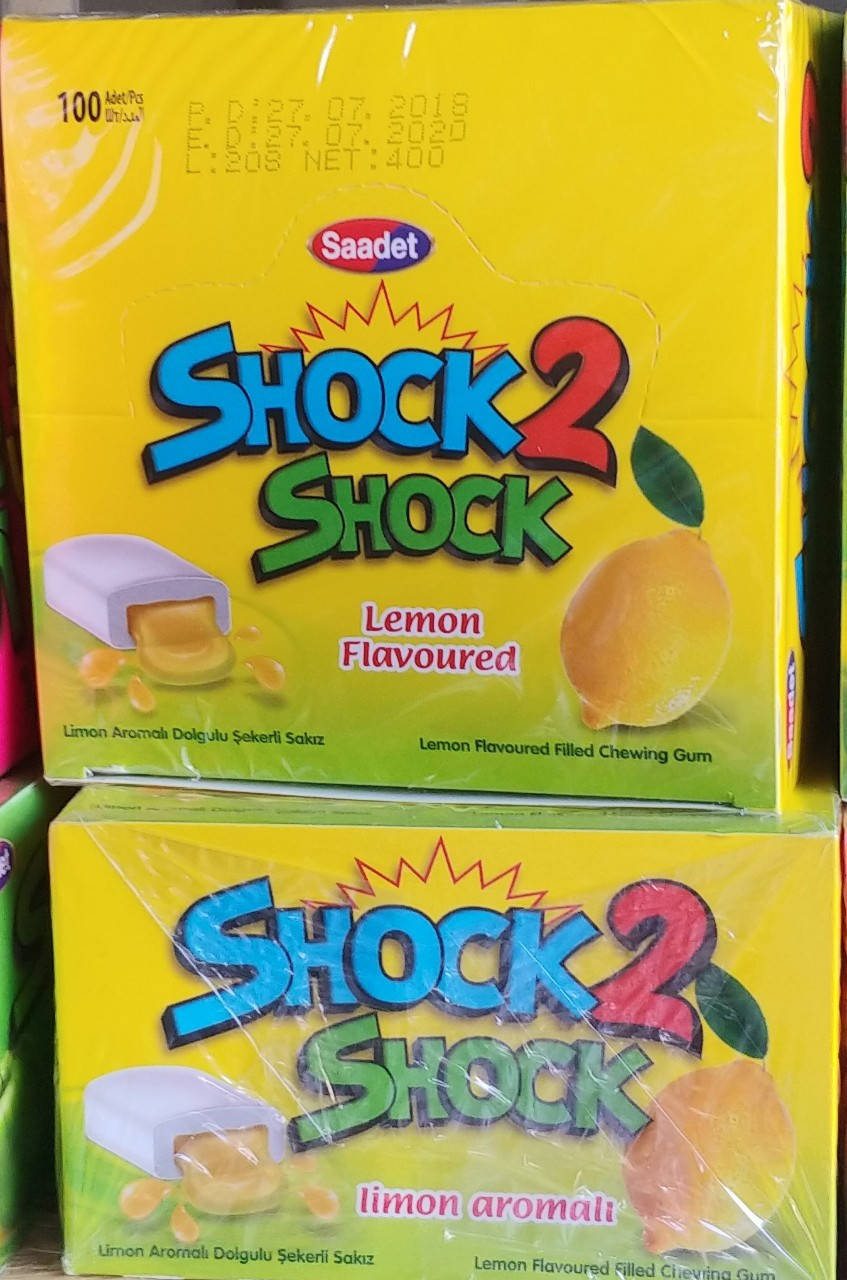 100 Adet/Pcs
P. D:27. 07. 2018
E. D:27. 07. 2020
L:208 NET:400
Saadet
SHOCK2
SHOCK
Lemon
Flavoured
Limon Aromalı Dolgulu Şekerli Sakız
Lemon Flavoured Filled Chewing Gum
Saadet
SHOCK2
SHOCK
limon aromalı
Limon Aromalı Dolgulu Şekerli Sakız
Lemon Flavoured Filled Chewing Gum